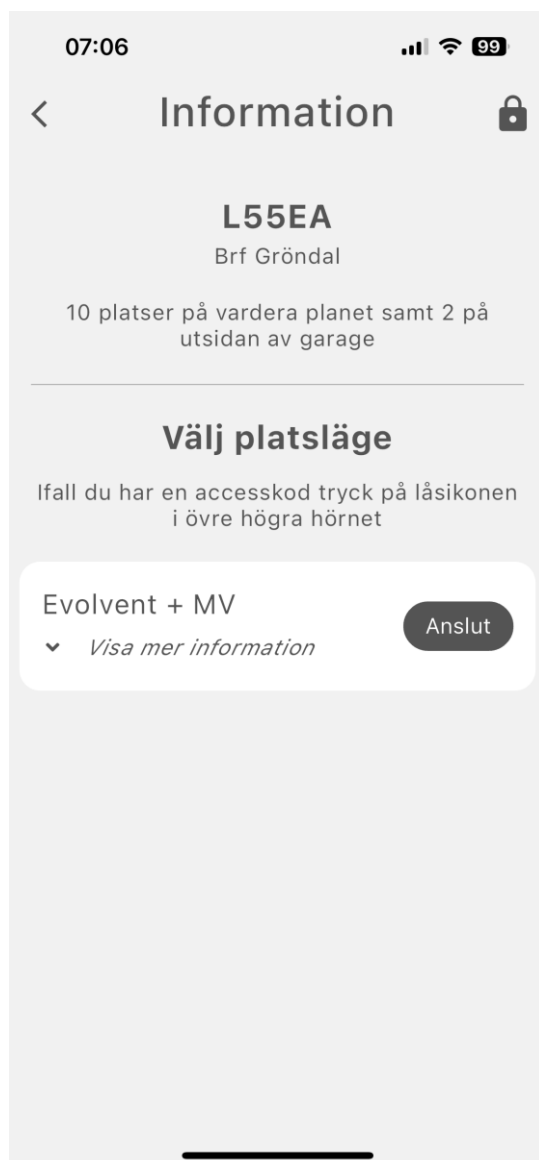 07:06
99
Information
L55EA
Brf Gröndal
10 platser på vardera planet samt 2 på
utsidan av garage
Välj platsläge
Ifall du har en accesskod tryck på låsikonen
i övre högra hörnet
Evolvent + MV
Anslut
Visa mer information